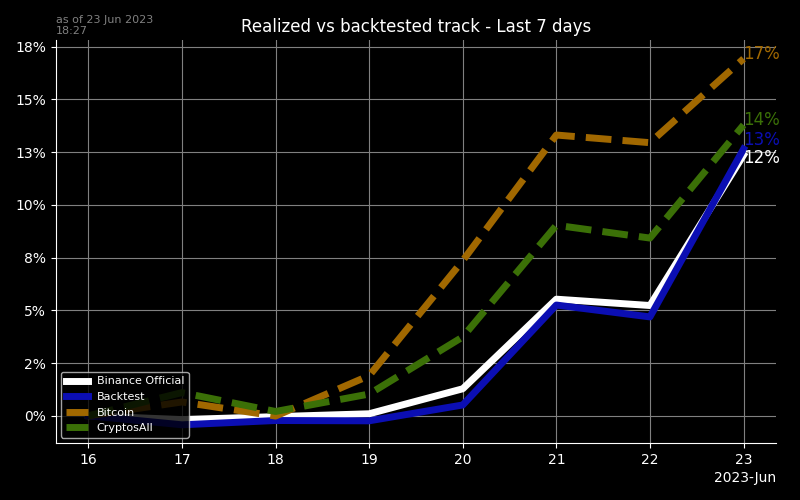 as of 23 Jun 2023
18:27
Realized vs backtested track - Last 7 days
18%
15%
13%
10%
8%
5%
2%
0%
17%
14%
13%
12%
Binance Official
Backtest
Bitcoin
CryptosAll
16 17 18 19 20 21 22 23
2023-Jun